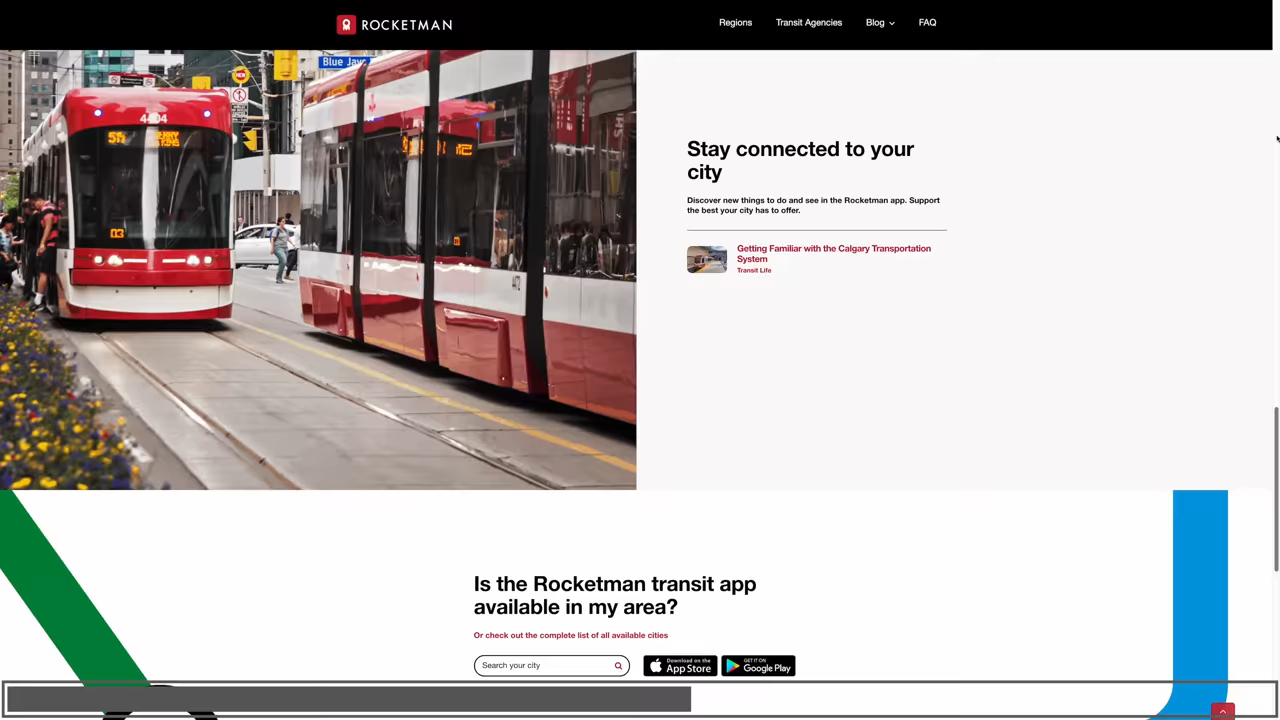 ROCKETMAN
Regions
Transit Agencies
Blog
FAQ
Blue Jay
4404
Stay connected to your
city
Discover new things to do and see in the Rocketman app. Support
the best your city has to offer.
Getting Familiar with the Calgary Transportation
System
Transit Life
Is the Rocketman transit app
available in my area?
Or check out the complete list of all available cities
Search your city
Download on the
App Store
GET IT ON
Google Play